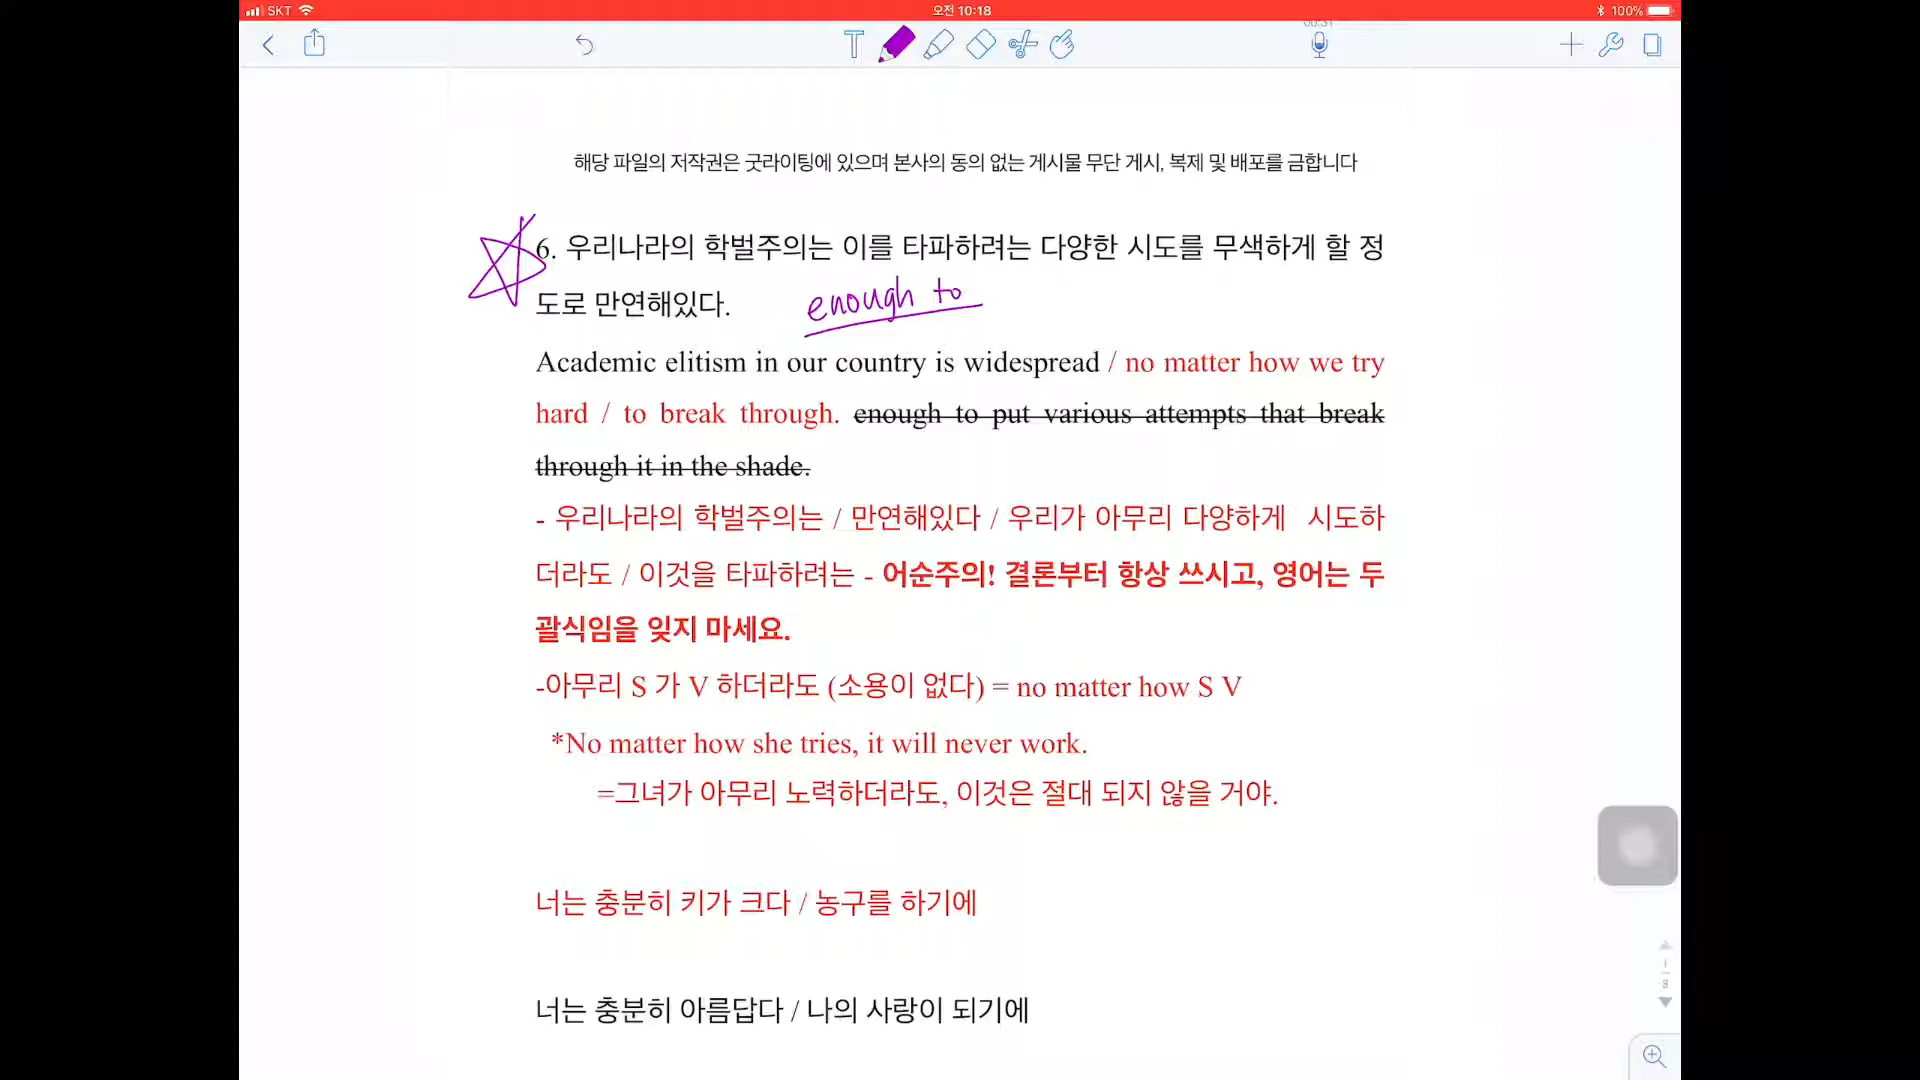 SKT
오전 10:18
100%
00:31
T
해당 파일의 저작권은 굿라이팅에 있으며 본사의 동의 없는 게시물 무단 게시, 복제 및 배포를 금합니다
6. 우리나라의 학벌주의는 이를 타파하려는 다양한 시도를 무색하게 할 정
도로 만연해있다.
enough to
Academic elitism in our country is widespread / no matter how we try
hard / to break through. enough to put various attempts that break
through it in the shade.
- 우리나라의 학벌주의는 / 만연해있다 / 우리가 아무리 다양하게 시도하
더라도 / 이것을 타파하려는 - 어순주의! 결론부터 항상 쓰시고, 영어는 두
괄식임을 잊지 마세요.
-아무리 S 가 V 하더라도 (소용이 없다) = no matter how S V
*No matter how she tries, it will never work.
=그녀가 아무리 노력하더라도, 이것은 절대 되지 않을 거야.
너는 충분히 키가 크다 / 농구를 하기에
너는 충분히 아름답다 / 나의 사랑이 되기에
1
8